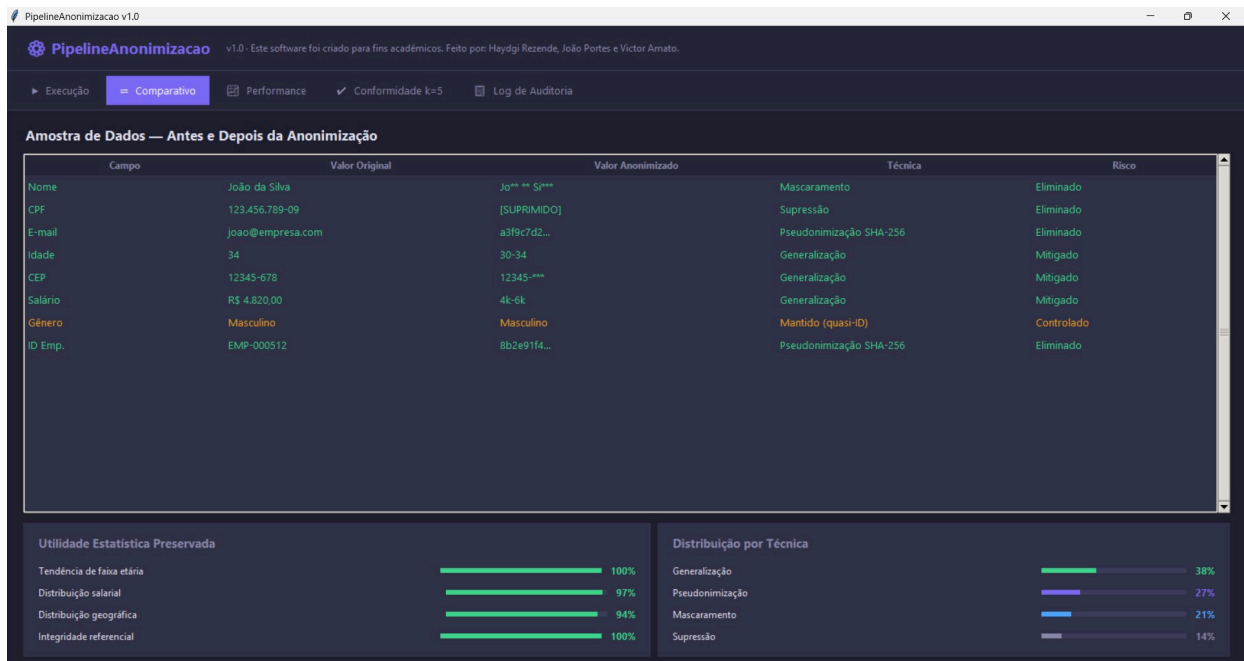 PipelineAnonimizacao v1.0
PipelineAnonimizacao v1.0 · Este software foi criado para fins acadêmicos. Feito por: Haydgi Rezende, João Portes e Victor Amato.
Execução Comparativo Performance Conformidade k=5 Log de Auditoria
Amostra de Dados — Antes e Depois da Anonimização
Campo Valor Original Valor Anonimizado Técnica Risco
Nome João da Silva Jo** ** Si*** Mascaramento Eliminado
CPF 123.456.789-09 [SUPRIMIDO] Supressão Eliminado
E-mail joao@empresa.com a3f9c7d2... Pseudonimização SHA-256 Eliminado
Idade 34 30-34 Generalização Mitigado
CEP 12345-678 12345-*** Generalização Mitigado
Salário R$ 4.820,00 4k-6k Generalização Mitigado
Gênero Masculino Masculino Mantido (quasi-ID) Controlado
ID Emp. EMP-000512 8b2e91f4... Pseudonimização SHA-256 Eliminado
Utilidade Estatística Preservada
Tendência de faixa etária 100%
Distribuição salarial 97%
Distribuição geográfica 94%
Integridade referencial 100%
Distribuição por Técnica
Generalização 38%
Pseudonimização 27%
Mascaramento 21%
Supressão 14%